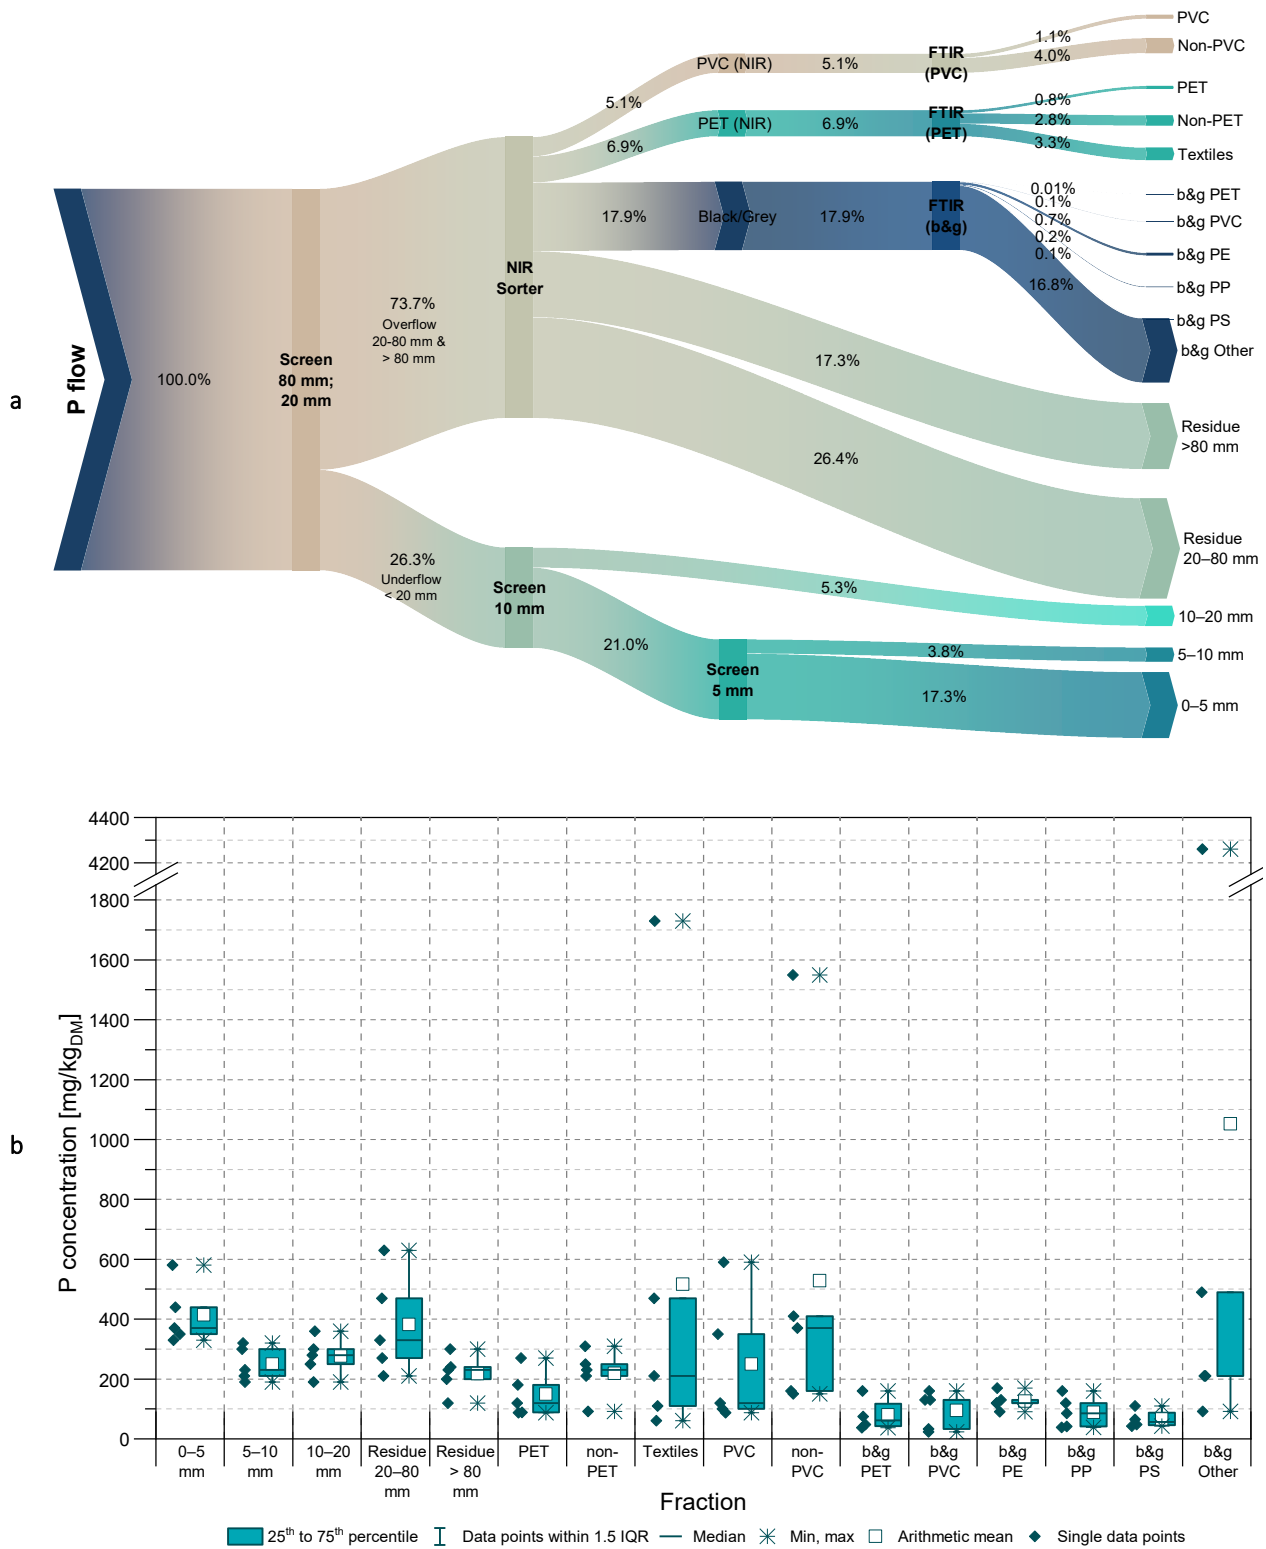 a
P flow
100.0%
Screen
80 mm;
20 mm
73.7%
Overflow
20-80 mm &
> 80 mm
26.3%
Underflow
< 20 mm
NIR
Sorter
Screen
10 mm
5.1%
6.9%
17.9%
21.0%
PVC (NIR)
PET (NIR)
Black/Grey
Screen
5 mm
5.1%
6.9%
17.9%
17.3%
26.4%
5.3%
3.8%
17.3%
FTIR
(PVC)
FTIR
(PET)
FTIR
(b&g)
1.1%
4.0%
0.8%
2.8%
3.3%
0.01%
0.1%
0.7%
0.2%
0.1%
16.8%
PVC
Non-PVC
PET
Non-PET
Textiles
b&g PET
b&g PVC
b&g PE
b&g PP
b&g PS
b&g Other
Residue
>80 mm
Residue
20–80 mm
10–20 mm
5–10 mm
0–5 mm
b
P concentration [mg/kgDM]
4400
4200
1800
1600
1400
1200
1000
800
600
400
200
0
0–5
mm
5–10
mm
10–20
mm
Residue
20–80
mm
Residue
> 80
mm
PET
non-
PET
Textiles
PVC
non-
PVC
b&g
PET
b&g
PVC
b&g
PE
b&g
PP
b&g
PS
b&g
Other
Fraction
25th to 75th percentile
Data points within 1.5 IQR
Median
Min, max
Arithmetic mean
Single data points